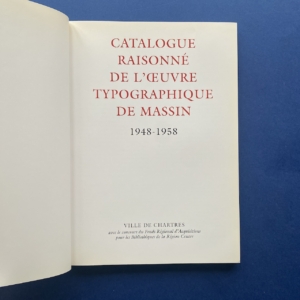 CATALOGUE
RAISONNÉ
DE L'ŒUVRE
TYPOGRAPHIQUE
DE MASSIN
1948-1958
VILLE DE CHARTRES
avec le concours du Fonds Régional d'Acquisitions
pour les Bibliothèques de la Région Centre